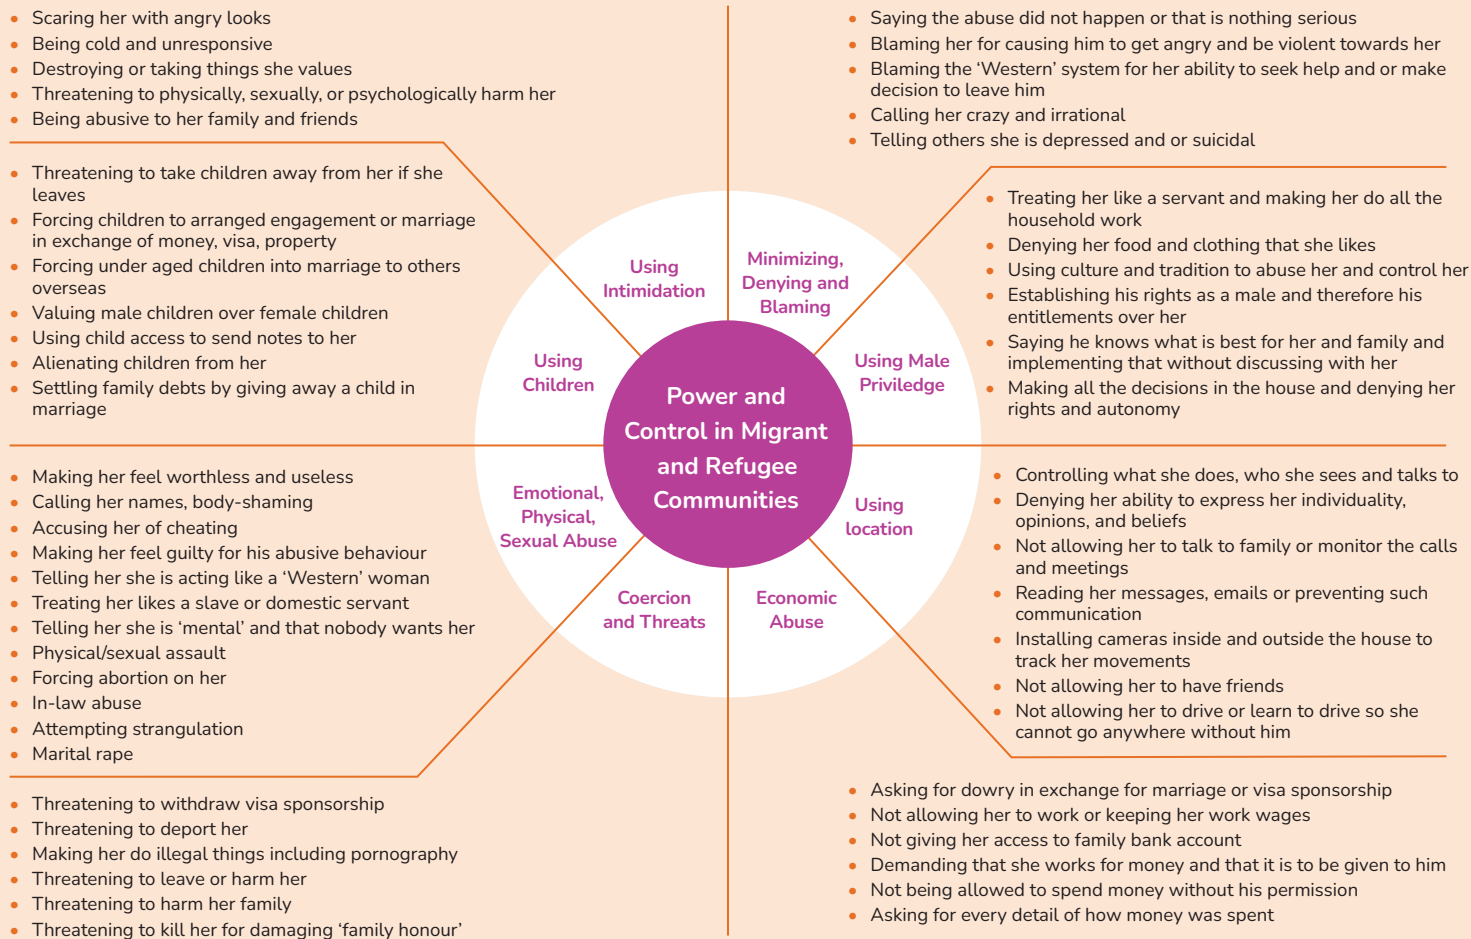 • Scaring her with angry looks
• Being cold and unresponsive
• Destroying or taking things she values
• Threatening to physically, sexually, or psychologically harm her
• Being abusive to her family and friends
• Saying the abuse did not happen or that is nothing serious
• Blaming her for causing him to get angry and be violent towards her
• Blaming the ‘Western’ system for her ability to seek help and or make
decision to leave him
• Calling her crazy and irrational
• Telling others she is depressed and or suicidal
• Threatening to take children away from her if she
leaves
• Forcing children to arranged engagement or marriage
in exchange of money, visa, property
• Forcing under aged children into marriage to others
overseas
• Valuing male children over female children
• Using child access to send notes to her
• Alienating children from her
• Settling family debts by giving away a child in
marriage
• Treating her like a servant and making her do all the
household work
• Denying her food and clothing that she likes
• Using culture and tradition to abuse her and control her
• Establishing his rights as a male and therefore his
entitlements over her
• Saying he knows what is best for her and family and
implementing that without discussing with her
• Making all the decisions in the house and denying her
rights and autonomy
Using
Intimidation
Minimizing,
Denying and
Blaming
Using
Children
Using Male
Priviledge
Power and
Control in Migrant
and Refugee
Communities
Emotional,
Physical,
Sexual Abuse
Using
location
Coercion
and Threats
Economic
Abuse
• Making her feel worthless and useless
• Calling her names, body-shaming
• Accusing her of cheating
• Making her feel guilty for his abusive behaviour
• Telling her she is acting like a ‘Western’ woman
• Treating her likes a slave or domestic servant
• Telling her she is ‘mental’ and that nobody wants her
• Physical/sexual assault
• Forcing abortion on her
• In-law abuse
• Attempting strangulation
• Marital rape
• Controlling what she does, who she sees and talks to
• Denying her ability to express her individuality,
opinions, and beliefs
• Not allowing her to talk to family or monitor the calls
and meetings
• Reading her messages, emails or preventing such
communication
• Installing cameras inside and outside the house to
track her movements
• Not allowing her to have friends
• Not allowing her to drive or learn to drive so she
cannot go anywhere without him
• Threatening to withdraw visa sponsorship
• Threatening to deport her
• Making her do illegal things including pornography
• Threatening to leave or harm her
• Threatening to harm her family
• Threatening to kill her for damaging ‘family honour’
• Asking for dowry in exchange for marriage or visa sponsorship
• Not allowing her to work or keeping her work wages
• Not giving her access to family bank account
• Demanding that she works for money and that it is to be given to him
• Not being allowed to spend money without his permission
• Asking for every detail of how money was spent